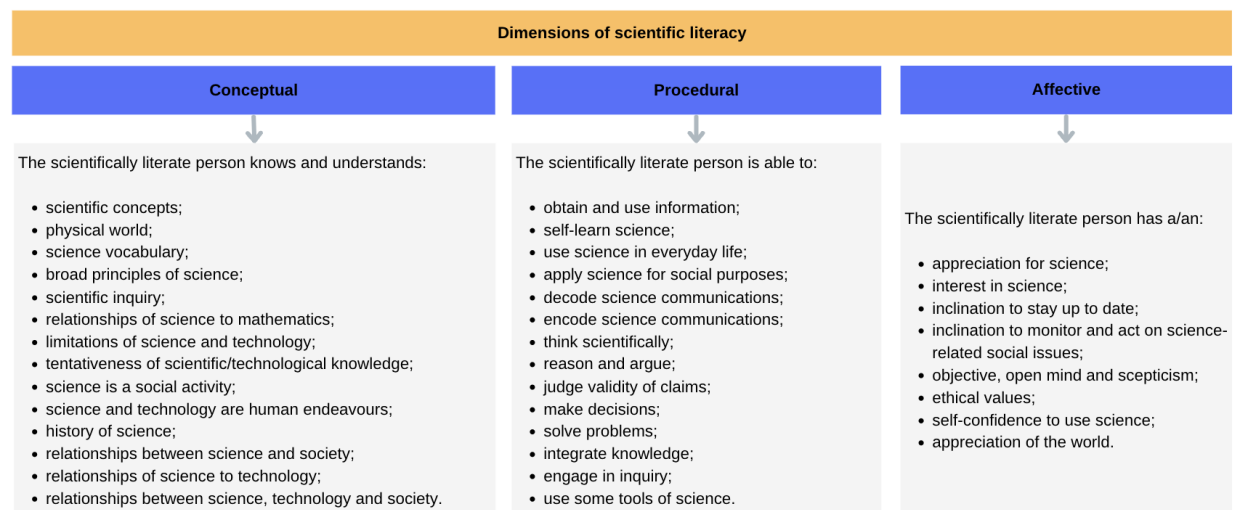 Dimensions of scientific literacy
Conceptual
The scientifically literate person knows and understands:
• scientific concepts;
• physical world;
• science vocabulary;
• broad principles of science;
• scientific inquiry;
• relationships of science to mathematics;
• limitations of science and technology;
• tentativeness of scientific/technological knowledge;
• science is a social activity;
• science and technology are human endeavours;
• history of science;
• relationships between science and society;
• relationships of science to technology;
• relationships between science, technology and society.
Procedural
The scientifically literate person is able to:
• obtain and use information;
• self-learn science;
• use science in everyday life;
• apply science for social purposes;
• decode science communications;
• encode science communications;
• think scientifically;
• reason and argue;
• judge validity of claims;
• make decisions;
• solve problems;
• integrate knowledge;
• engage in inquiry;
• use some tools of science.
Affective
The scientifically literate person has a/an:
• appreciation for science;
• interest in science;
• inclination to stay up to date;
• inclination to monitor and act on science-
related social issues;
• objective, open mind and scepticism;
• ethical values;
• self-confidence to use science;
• appreciation of the world.